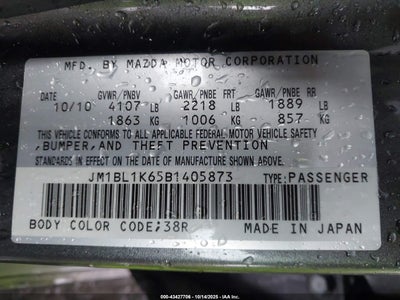 MFD. BY MAZDA MOTOR CORPORATION
GVWR/PNBV GAWR/PNBE FRT GAWR/PNBE RR
10/10 4107 LB 2218 LB 1889 LB
1863 KG 1006 KG 857 KG
THIS VEHICLE CONFORMS TO ALL APPLICABLE FEDERAL MOTOR VEHICLE SAFETY
,BUMPER,AND THEFT PREVENTION
STANDARDS IN EFFECT ON THE DATE OF MANUFACTURE SHOWN ABOVE.
JM1BL1K65B1405873 TYPE:PASSENGER
BODY COLOR CODE;38R MADE IN JAPAN
000-43427706 - 10/14/2025 - IAA Inc.